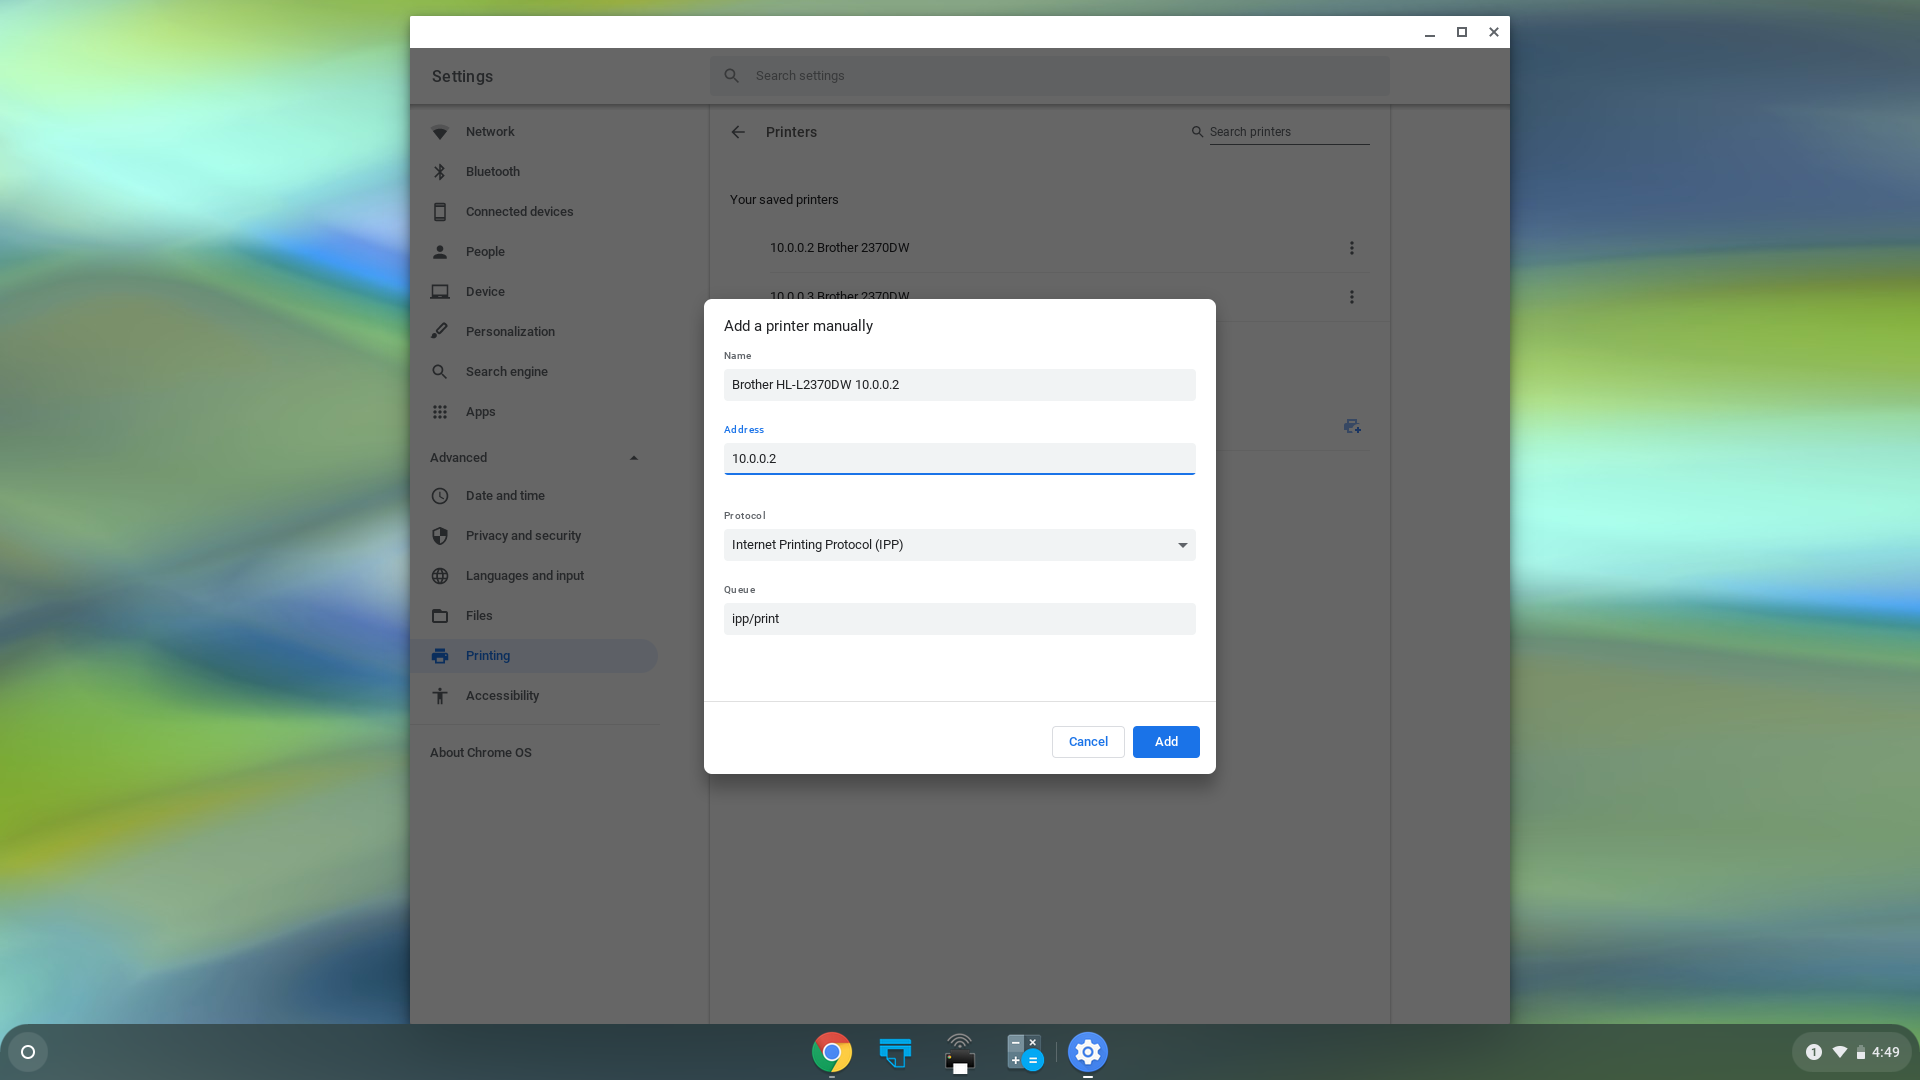 Settings
Search settings
Network
Bluetooth
Connected devices
People
Device
Personalization
Search engine
Apps
Advanced
Date and time
Privacy and security
Languages and input
Files
Printing
Accessibility
About Chrome OS
Printers
Search printers
Your saved printers
10.0.0.2 Brother 2370DW
10.0.0.3 Brother 2370DW
Add a printer manually
Name
Brother HL-L2370DW 10.0.0.2
Address
10.0.0.2
Protocol
Internet Printing Protocol (IPP)
Queue
ipp/print
Cancel
Add
1
4:49